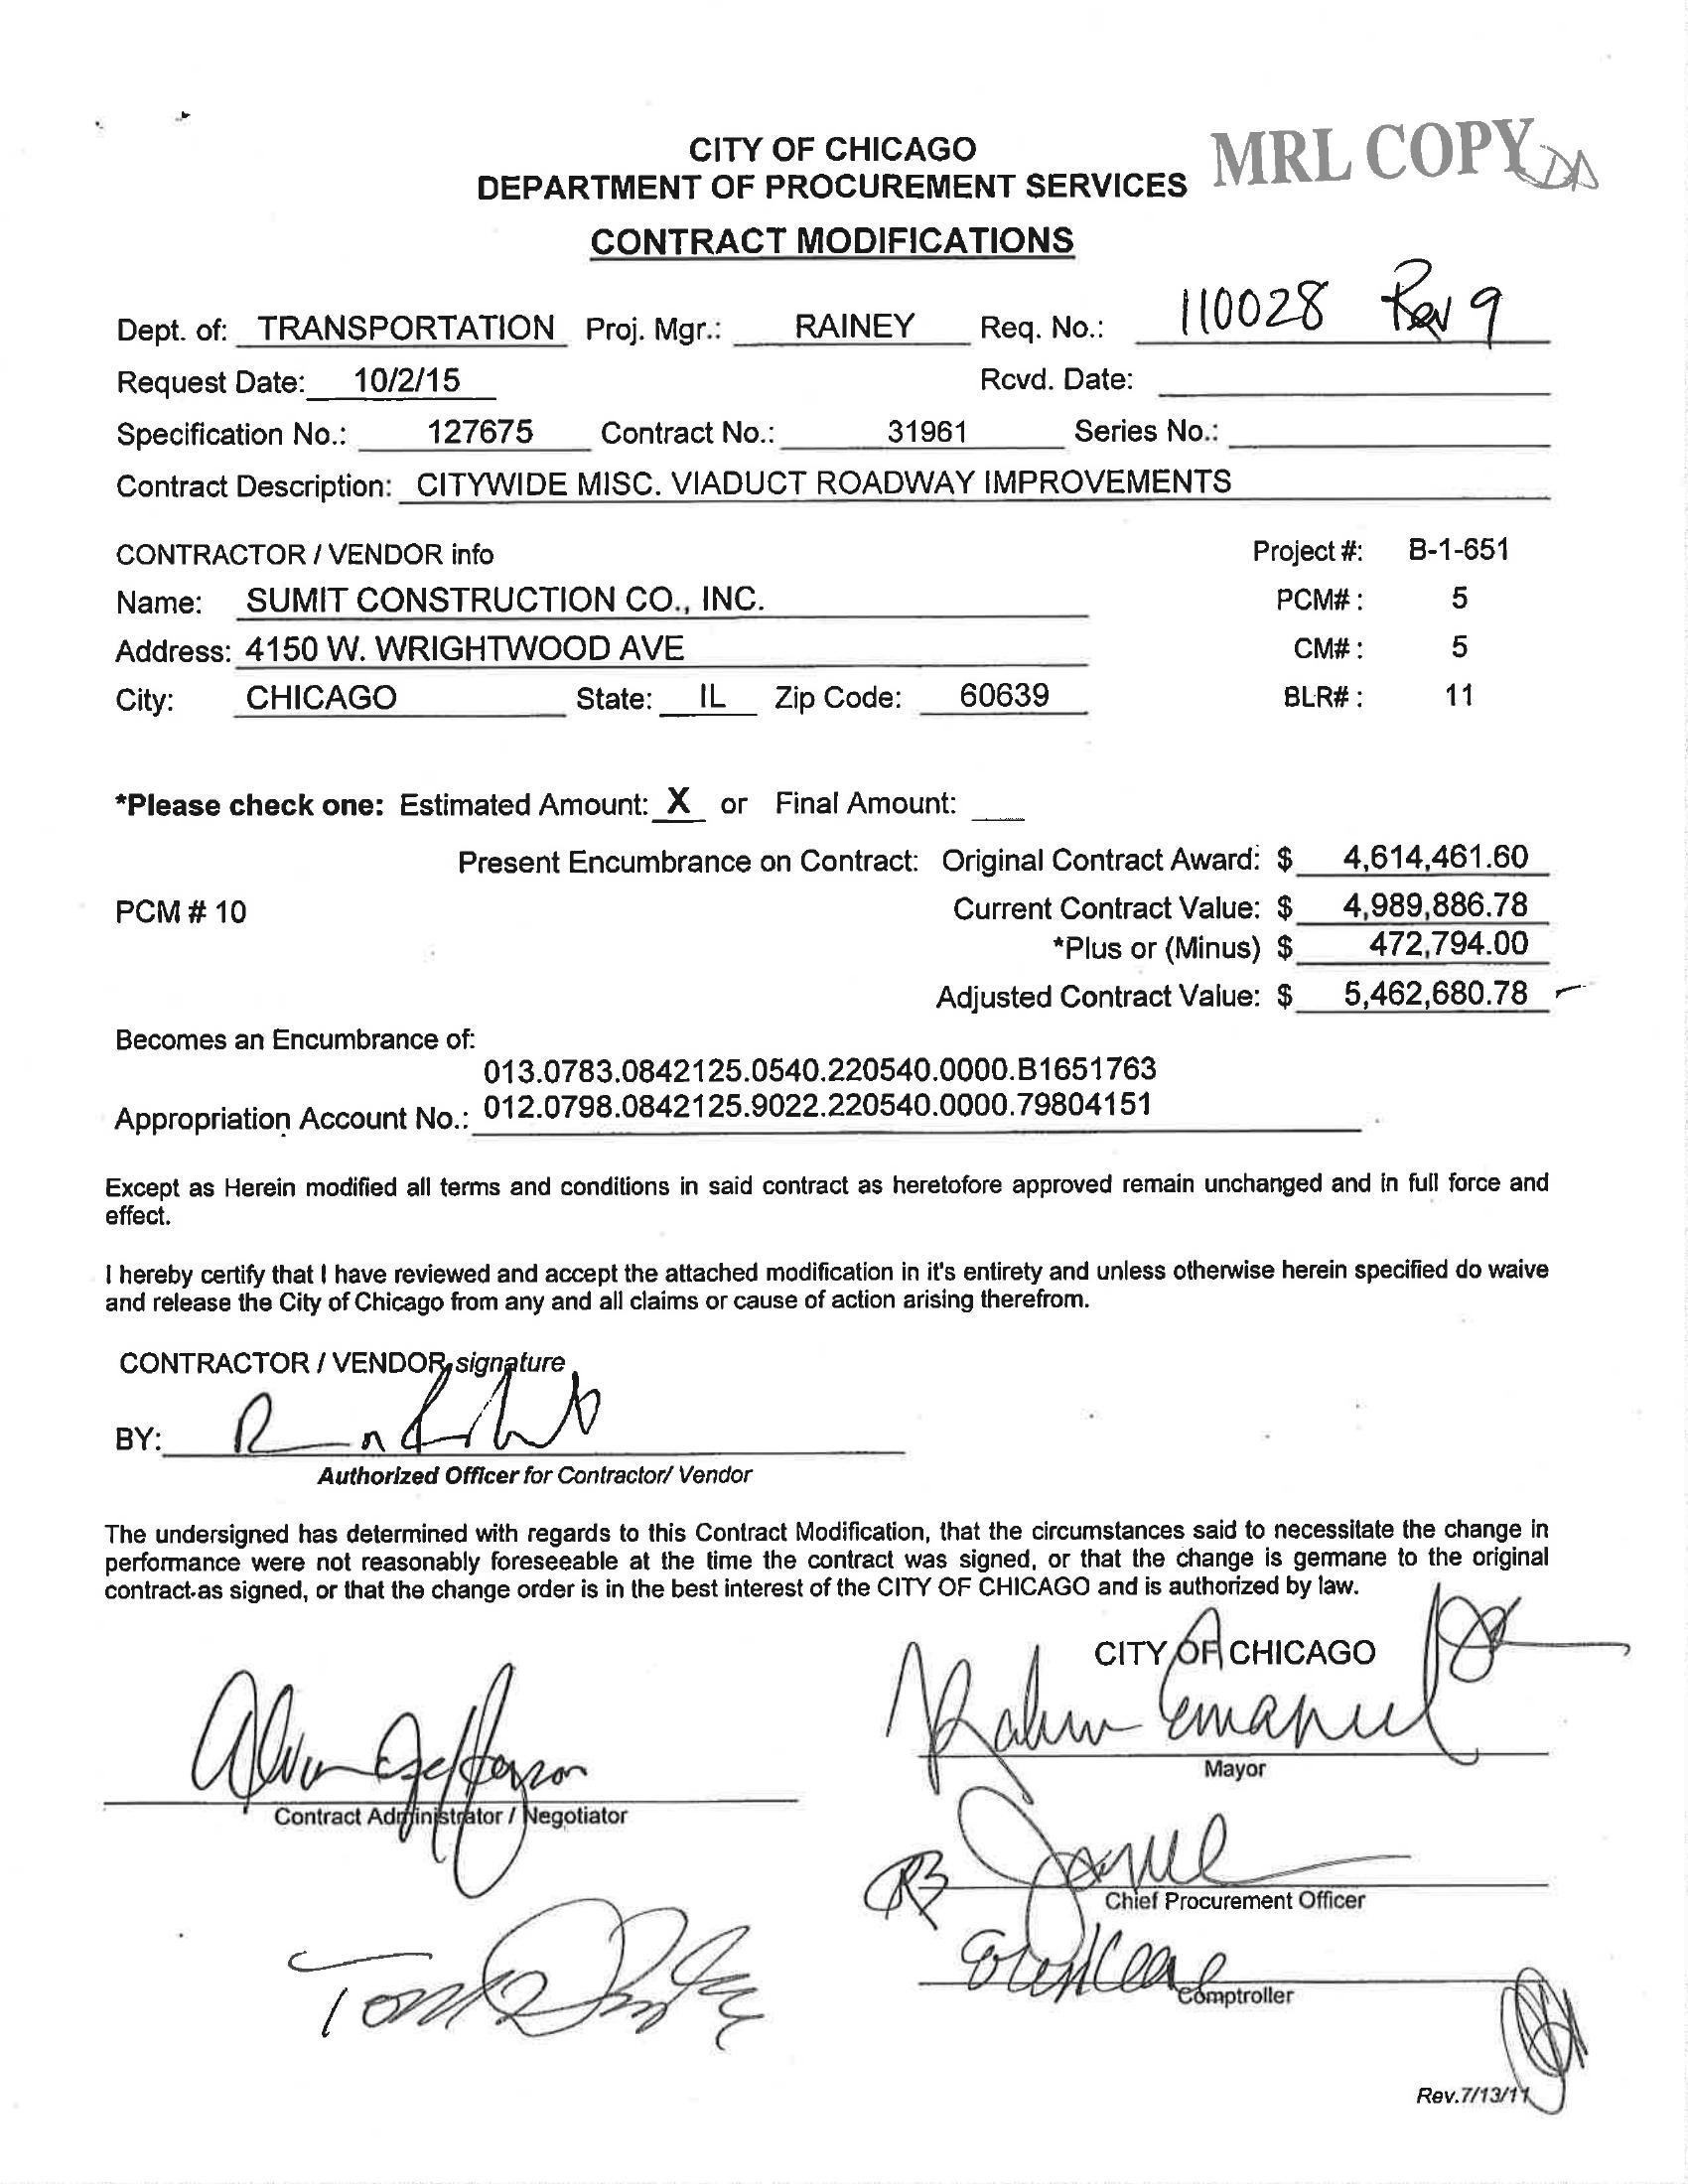 CITY OF CHICAGO
DEPARTMENT OF PROCUREMENT SERVICES
MRL COPY DA
CONTRACT MODIFICATIONS
Dept. of: TRANSPORTATION Proj. Mgr.: RAINEY Req. No.: 110028 Rev 9
Request Date: 10/2/15 Rcvd. Date:
Specification No.: 127675 Contract No.: 31961 Series No.:
Contract Description: CITYWIDE MISC. VIADUCT ROADWAY IMPROVEMENTS
CONTRACTOR / VENDOR info Project #: B-1-651
Name: SUMIT CONSTRUCTION CO., INC. PCM# : 5
Address: 4150 W. WRIGHTWOOD AVE CM# : 5
City: CHICAGO State: IL Zip Code: 60639 BLR# : 11
*Please check one: Estimated Amount: X or Final Amount:
Present Encumbrance on Contract: Original Contract Award: $ 4,614,461.60
PCM # 10 Current Contract Value: $ 4,989,886.78
*Plus or (Minus) $ 472,794.00
Adjusted Contract Value: $ 5,462,680.78
Becomes an Encumbrance of:
013.0783.0842125.0540.220540.0000.B1651763
Appropriation Account No.: 012.0798.0842125.9022.220540.0000.79804151
Except as Herein modified all terms and conditions in said contract as heretofore approved remain unchanged and in full force and
effect.
I hereby certify that I have reviewed and accept the attached modification in it's entirety and unless otherwise herein specified do waive
and release the City of Chicago from any and all claims or cause of action arising therefrom.
CONTRACTOR / VENDOR signature
BY:
Authorized Officer for Contractor/ Vendor
The undersigned has determined with regards to this Contract Modification, that the circumstances said to necessitate the change in
performance were not reasonably foreseeable at the time the contract was signed, or that the change is germane to the original
contract as signed, or that the change order is in the best interest of the CITY OF CHICAGO and is authorized by law.
CITY OF CHICAGO
Rahm Emanuel
Mayor
Alvin Jefferson
Contract Administrator / Negotiator
RB
Chief Procurement Officer
Comptroller
Rev.7/13/11